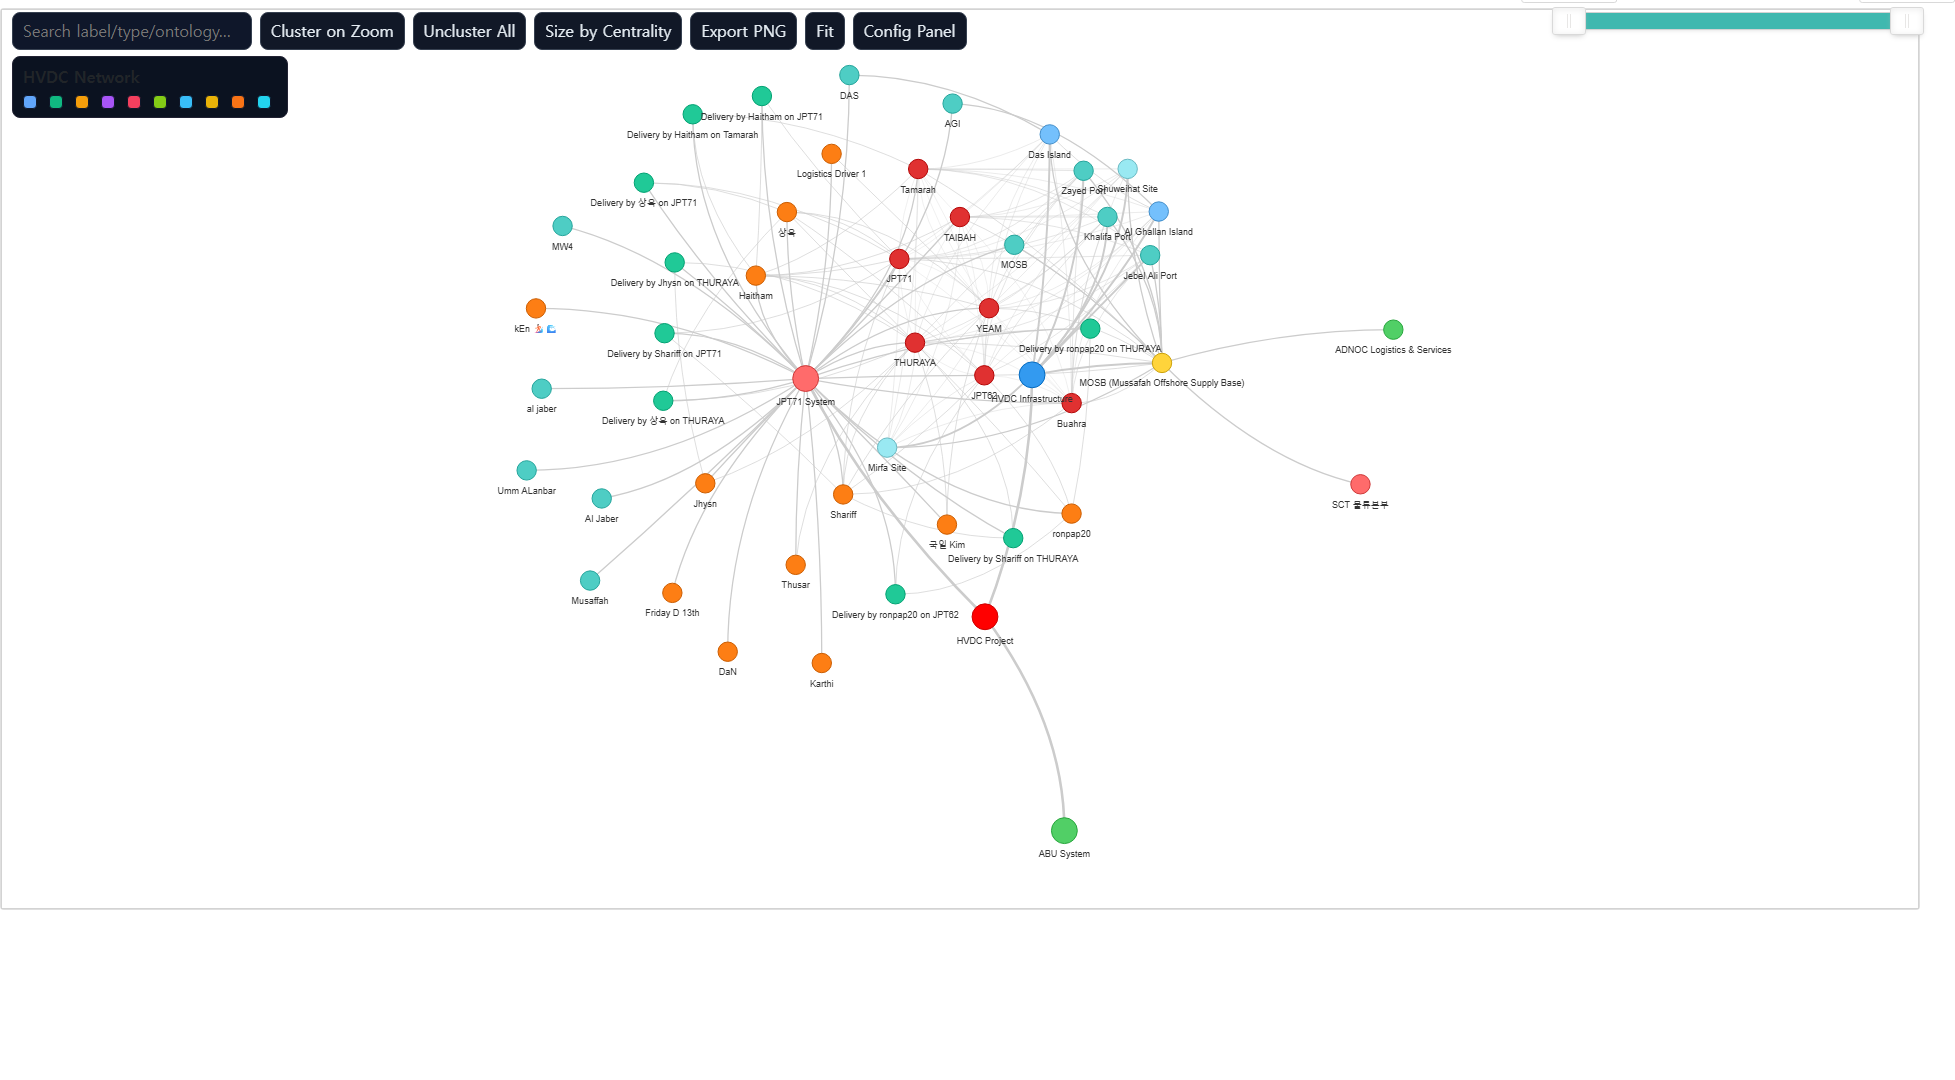 Search label/type/ontology...
Cluster on Zoom
Uncluster All
Size by Centrality
Export PNG
Fit
Config Panel
HVDC Network
DAS
Delivery by Haitham on JPT71
AGI
Delivery by Haitham on Tamarah
Das Island
Logistics Driver 1
Tamarah
Zayed Port
Shuweihat Site
Delivery by 상욱 on JPT71
상욱
TAIBAH
Khalifa Port
Al Ghallan Island
MW4
MOSB
JPT71
Jebel Ali Port
Delivery by Jhysn on THURAYA
Haitham
kEn 🏄 🌊
YEAM
Delivery by ronpap20 on THURAYA
ADNOC Logistics & Services
Delivery by Shariff on JPT71
THURAYA
MOSB (Mussafah Offshore Supply Base)
JPT62
HVDC Infrastructure
JPT71 System
al jaber
Delivery by 상욱 on THURAYA
Buahra
Mirfa Site
Umm ALanbar
Jhysn
SCT 물류본부
Al Jaber
Shariff
ronpap20
국일 Kim
Delivery by Shariff on THURAYA
Thusar
Musaffah
Friday D 13th
Delivery by ronpap20 on JPT62
HVDC Project
DaN
Karthi
ABU System